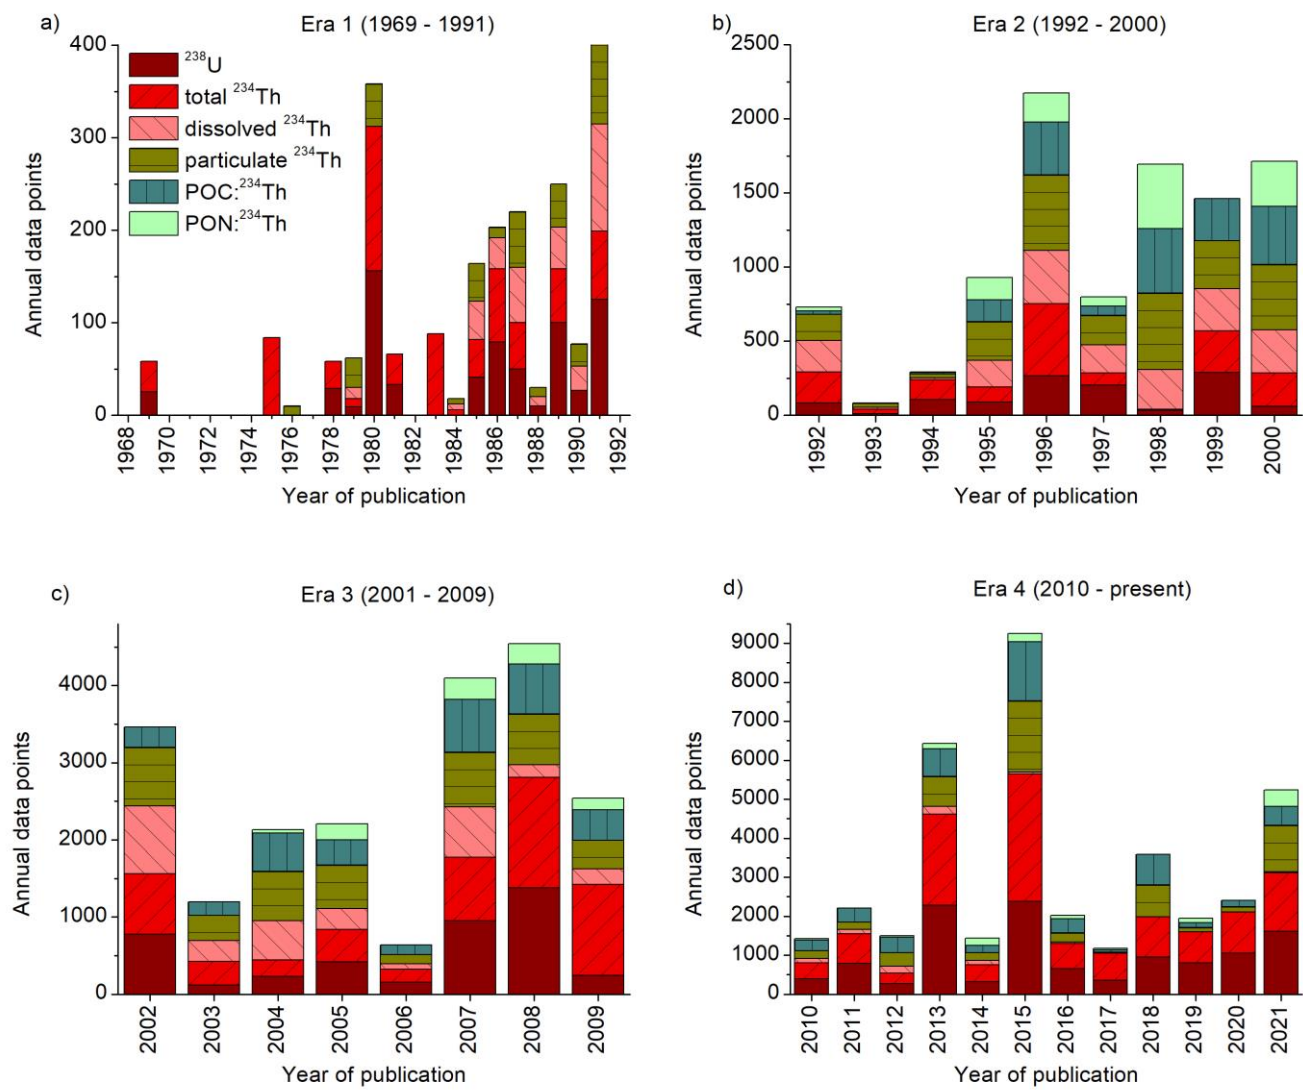 a) Era 1 (1969 - 1991)
400
300
200
100
0
Annual data points
²³⁸U
total ²³⁴Th
dissolved ²³⁴Th
particulate ²³⁴Th
POC:²³⁴Th
PON:²³⁴Th
1968 1970 1972 1974 1976 1978 1980 1982 1984 1986 1988 1990 1992
Year of publication
b) Era 2 (1992 - 2000)
2500
2000
1500
1000
500
0
Annual data points
1992 1993 1994 1995 1996 1997 1998 1999 2000
Year of publication
c) Era 3 (2001 - 2009)
4000
3000
2000
1000
0
Annual data points
2002 2003 2004 2005 2006 2007 2008 2009
Year of publication
d) Era 4 (2010 - present)
9000
8000
7000
6000
5000
4000
3000
2000
1000
0
Annual data points
2010 2011 2012 2013 2014 2015 2016 2017 2018 2019 2020 2021
Year of publication